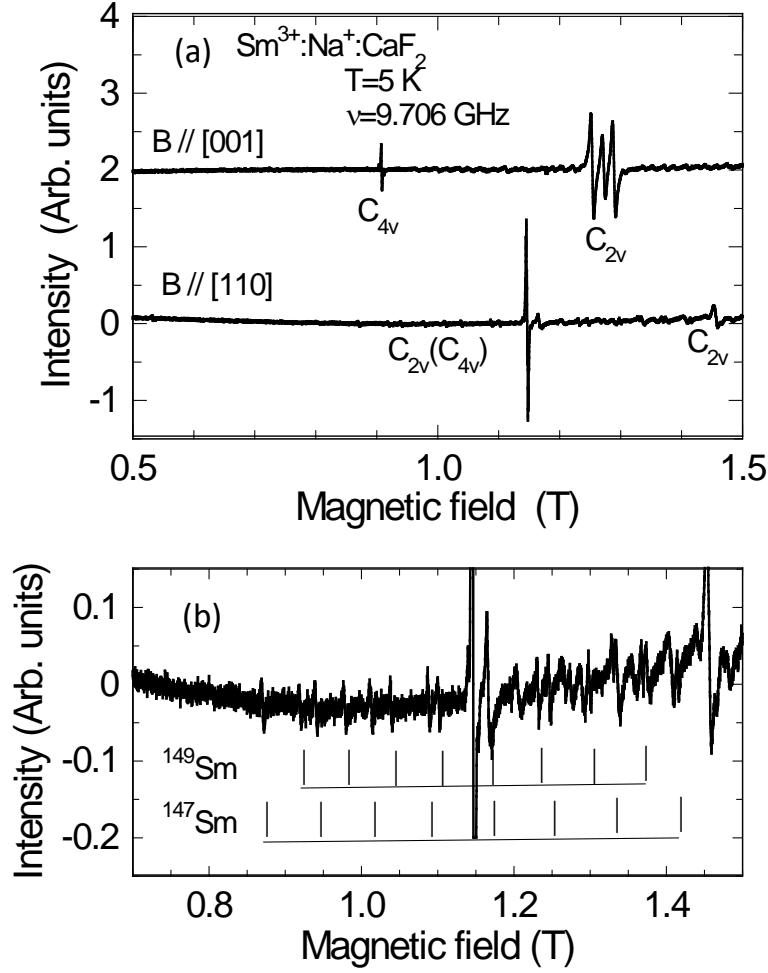 (a) Sm³⁺:Na⁺:CaF₂
T=5 K
ν=9.706 GHz
B // [001]
C₄ᵥ
C₂ᵥ
B // [110]
C₂ᵥ(C₄ᵥ)
C₂ᵥ
4
3
2
1
0
-1
Intensity (Arb. units)
0.5 1.0 1.5
Magnetic field (T)
(b)
0.1
0
-0.1
-0.2
Intensity (Arb. units)
¹⁴⁹Sm
¹⁴⁷Sm
0.8 1.0 1.2 1.4
Magnetic field (T)